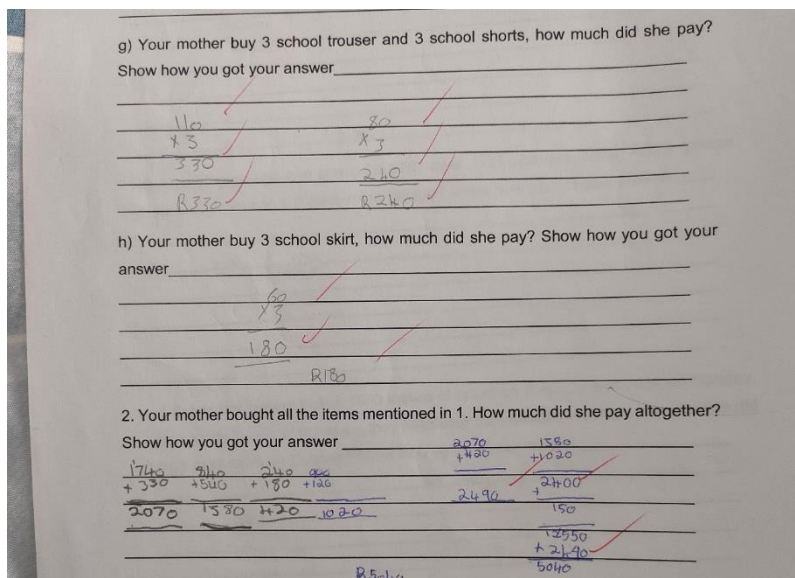 g) Your mother buy 3 school trouser and 3 school shorts, how much did she pay?
Show how you got your answer
110 80
x 3 x 3
330 240
R330 R240
h) Your mother buy 3 school skirt, how much did she pay? Show how you got your
answer
60
x3
180
R180
2. Your mother bought all the items mentioned in 1. How much did she pay altogether?
Show how you got your answer
2070 1580
+420 +1020
1740 840 240 900
+ 330 +540 + 180 +120
2490 2400
+
2070 1580 420 1020
150
2550
+ 2490
5040